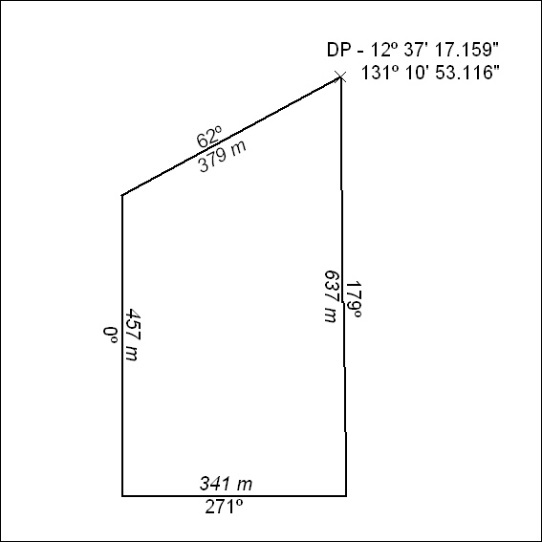 DP - 12º 37' 17.159"
131º 10' 53.116"
62º
379 m
637 m
179º
0º
457 m
341 m
271º